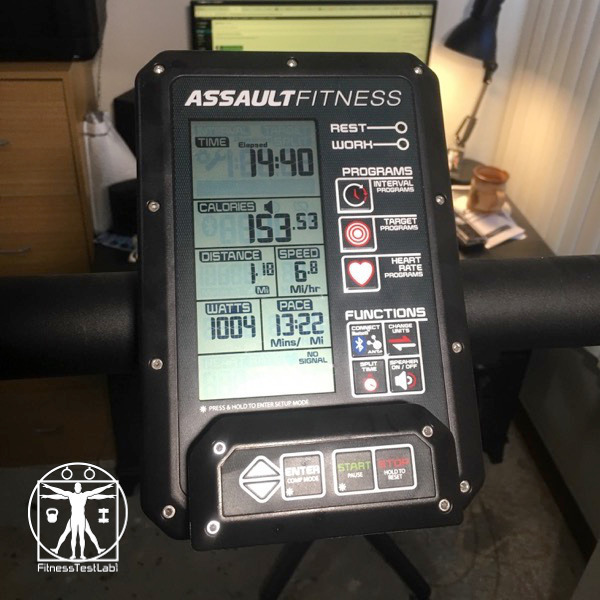 ASSAULTFITNESS
TIME Elapsed
14:40
CALORIES
153.53
DISTANCE SPEED
1.18 6.8
Mi Mi/hr
WATTS PACE
1004 13:22
Mins/ Mi
NO
SIGNAL
✱ PRESS & HOLD TO ENTER SETUP MODE
REST
WORK
PROGRAMS
INTERVAL
PROGRAMS
TARGET
PROGRAMS
HEART
RATE
PROGRAMS
FUNCTIONS
CONNECT
Bluetooth
ANT+
CHANGE
UNITS
SPLIT
TIME
SPEAKER
ON / OFF
ENTER
COMP MODE
START
PAUSE
STOP
HOLD TO
RESET
FitnessTestLab1